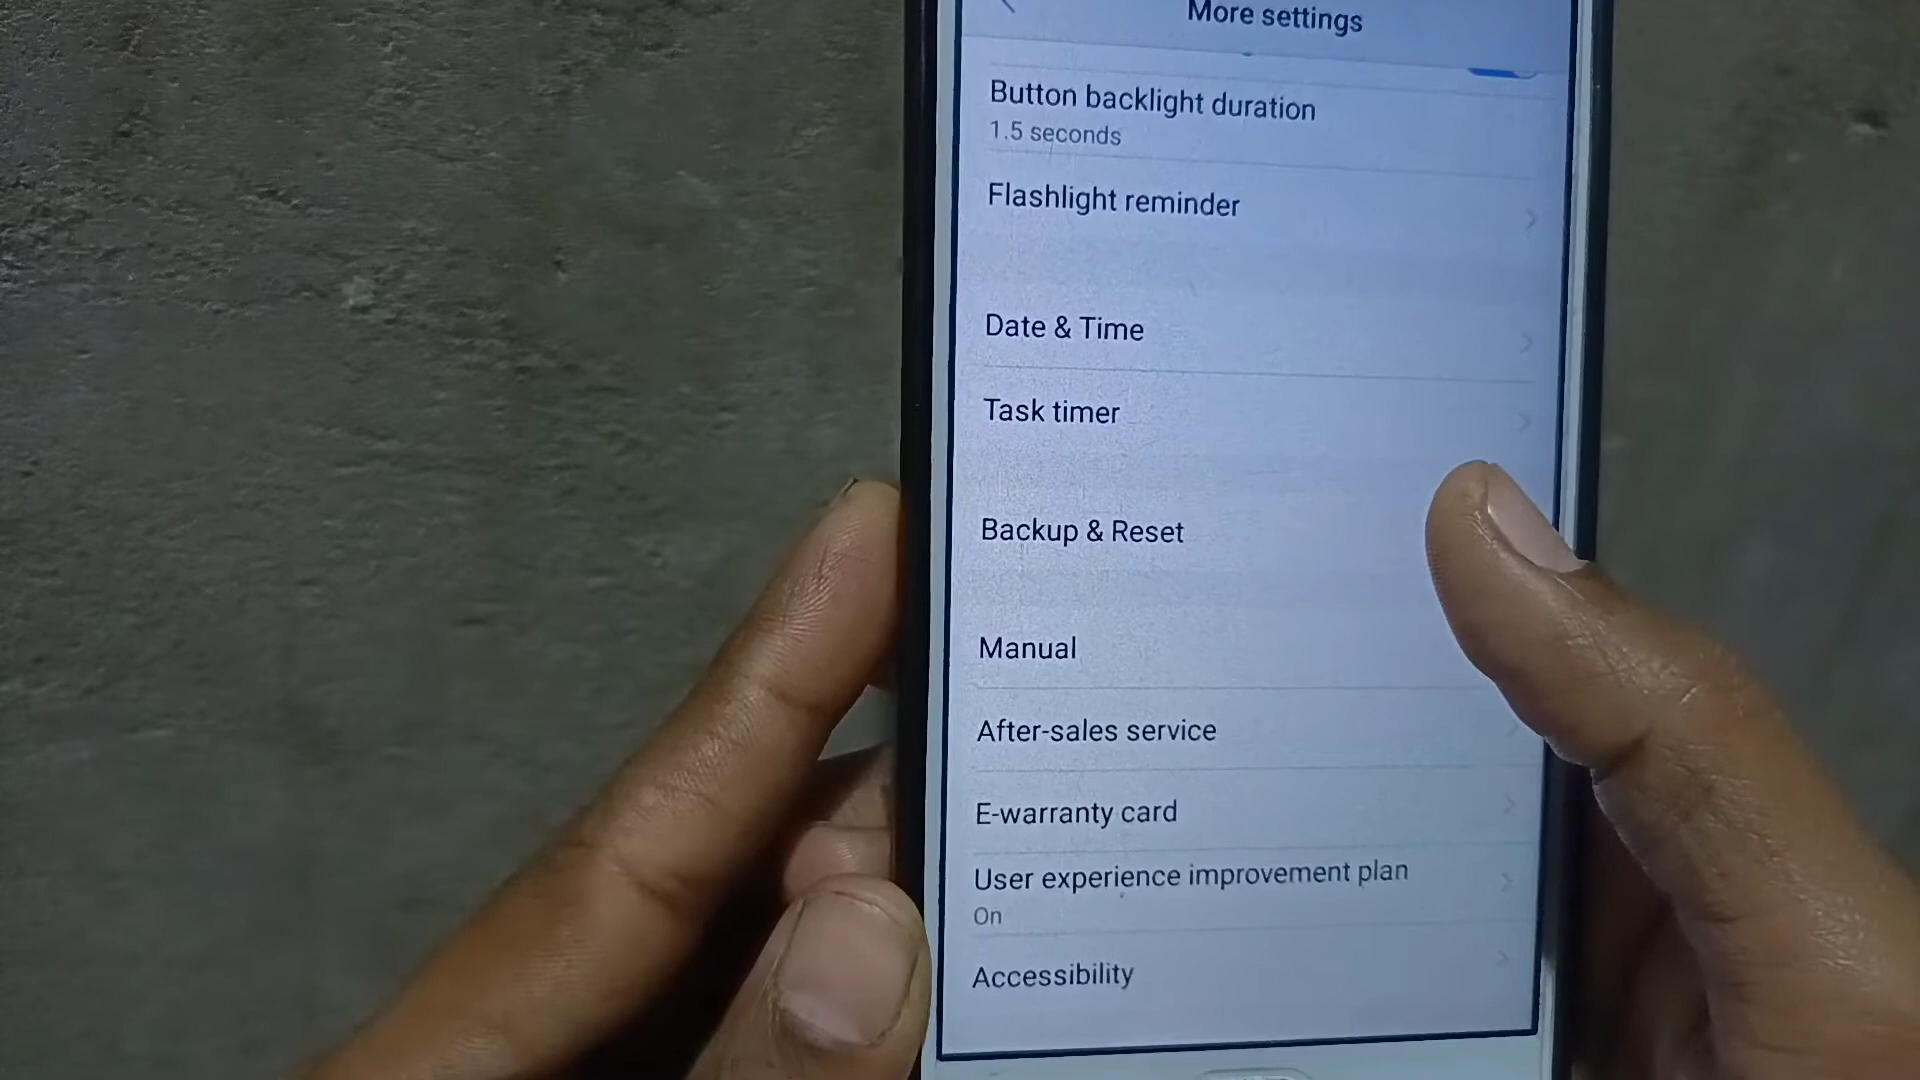 More settings
Button backlight duration
1.5 seconds
Flashlight reminder
Date & Time
Task timer
Backup & Reset
Manual
After-sales service
E-warranty card
User experience improvement plan
On
Accessibility